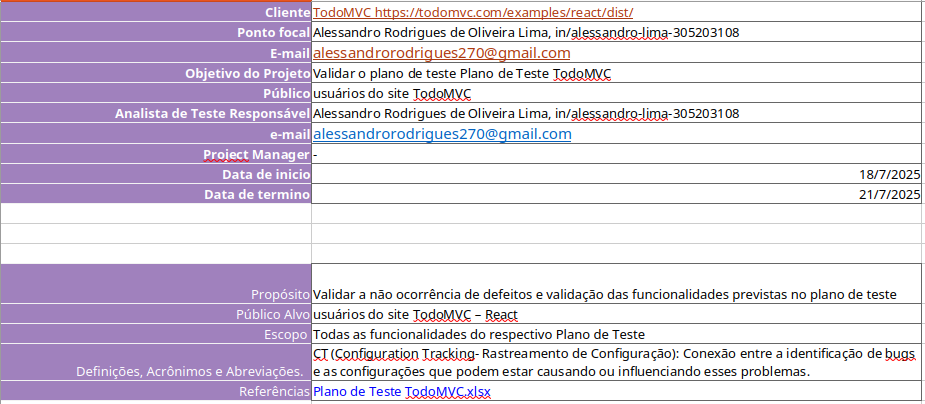 Cliente TodoMVC https://todomvc.com/examples/react/dist/
Ponto focal Alessandro Rodrigues de Oliveira Lima, in/alessandro-lima-305203108
E-mail alessandrorodrigues270@gmail.com
Objetivo do Projeto Validar o plano de teste Plano de Teste TodoMVC
Público usuários do site TodoMVC
Analista de Teste Responsável Alessandro Rodrigues de Oliveira Lima, in/alessandro-lima-305203108
e-mail alessandrorodrigues270@gmail.com
Project Manager -
Data de inicio 18/7/2025
Data de termino 21/7/2025
Propósito Validar a não ocorrência de defeitos e validação das funcionalidades previstas no plano de teste
Público Alvo usuários do site TodoMVC – React
Escopo Todas as funcionalidades do respectivo Plano de Teste
CT (Configuration Tracking- Rastreamento de Configuração): Conexão entre a identificação de bugs
Definições, Acrônimos e Abreviações. e as configurações que podem estar causando ou influenciando esses problemas.
Referências Plano de Teste TodoMVC.xlsx